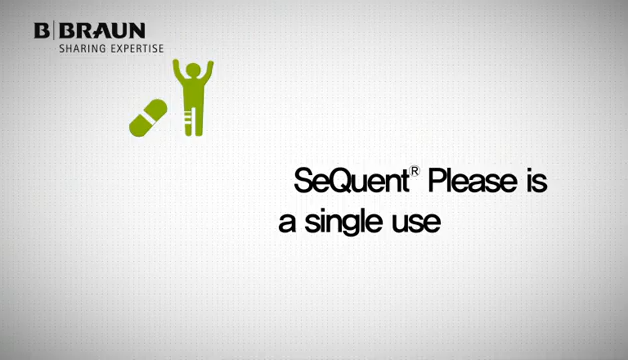 B|BRAUN
SHARING EXPERTISE
SeQuent® Please is
a single use